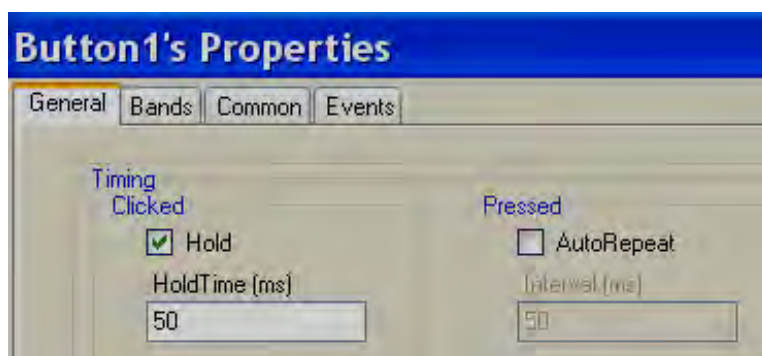 Button1's Properties
General Bands Common Events
Timing
Clicked Pressed
Hold AutoRepeat
HoldTime (ms) Interval (ms)
50 50